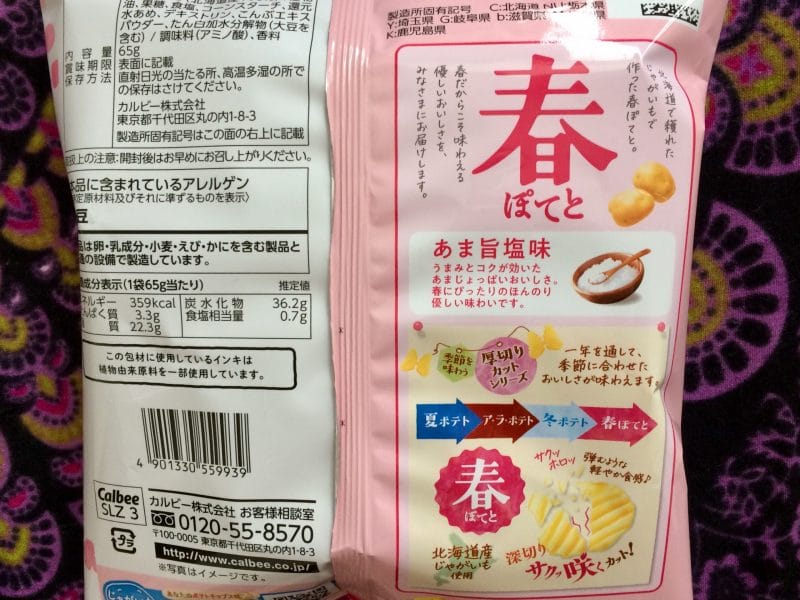 水あめ、デキストリン、こんぶエキス
パウダー、たん白加水分解物(大豆を
含む)/調味料(アミノ酸)、香料
内容量 65g
賞味期限 表面に記載
保存方法 直射日光の当たる所、高温多湿の所で
の保存はさけてください。
カルビー株式会社
東京都千代田区丸の内1-8-3
製造所固有記号はこの面の右上に記載
以上の注意:開封後はお早めにお召し上がりください。
品に含まれているアレルゲン
定原材料及びそれに準ずるものを表示〉
豆
品は卵・乳成分・小麦・えび・かにを含む製品と
の設備で製造しています。
成分表示(1袋65g当たり) 推定値
ネルギー 359kcal
んぱく質 3.3g
質 22.3g
炭水化物 36.2g
食塩相当量 0.7g
この包材に使用しているインキは
植物由来原料を一部使用しています。
4 901330 559939
Calbee
SLZ 3
カルビー株式会社 お客様相談室
0120-55-8570
〒100-0005 東京都千代田区丸の内1-8-3
http://www.calbee.co.jp/
※写真はイメージです。
プラ
製造所固有記号 C:北海道
Y:埼玉県 G:岐阜県 b:滋賀県
K:鹿児島県
北海道で穫れた
じゃがいもで
作った春ぽてと。
春
ぽてと
春だからこそ味わえる
優しいおいしさを、
みなさまにお届けします。
あま旨塩味
うまみとコクが効いた
あまじょっぱいおいしさ。
春にぴったりのほんのり
優しい味わいです。
季節を
味わう
厚切り
カット
シリーズ
一年を通して、
季節に合わせた
おいしさが味わえます。
夏ポテト
ア・ラ・ポテト
冬ポテト
春ぽてと
春
ぽてと
サクッ
ホロッ
弾むような
軽やか食感♪
北海道産
じゃがいも
使用
深切り
サクッ咲くカット!